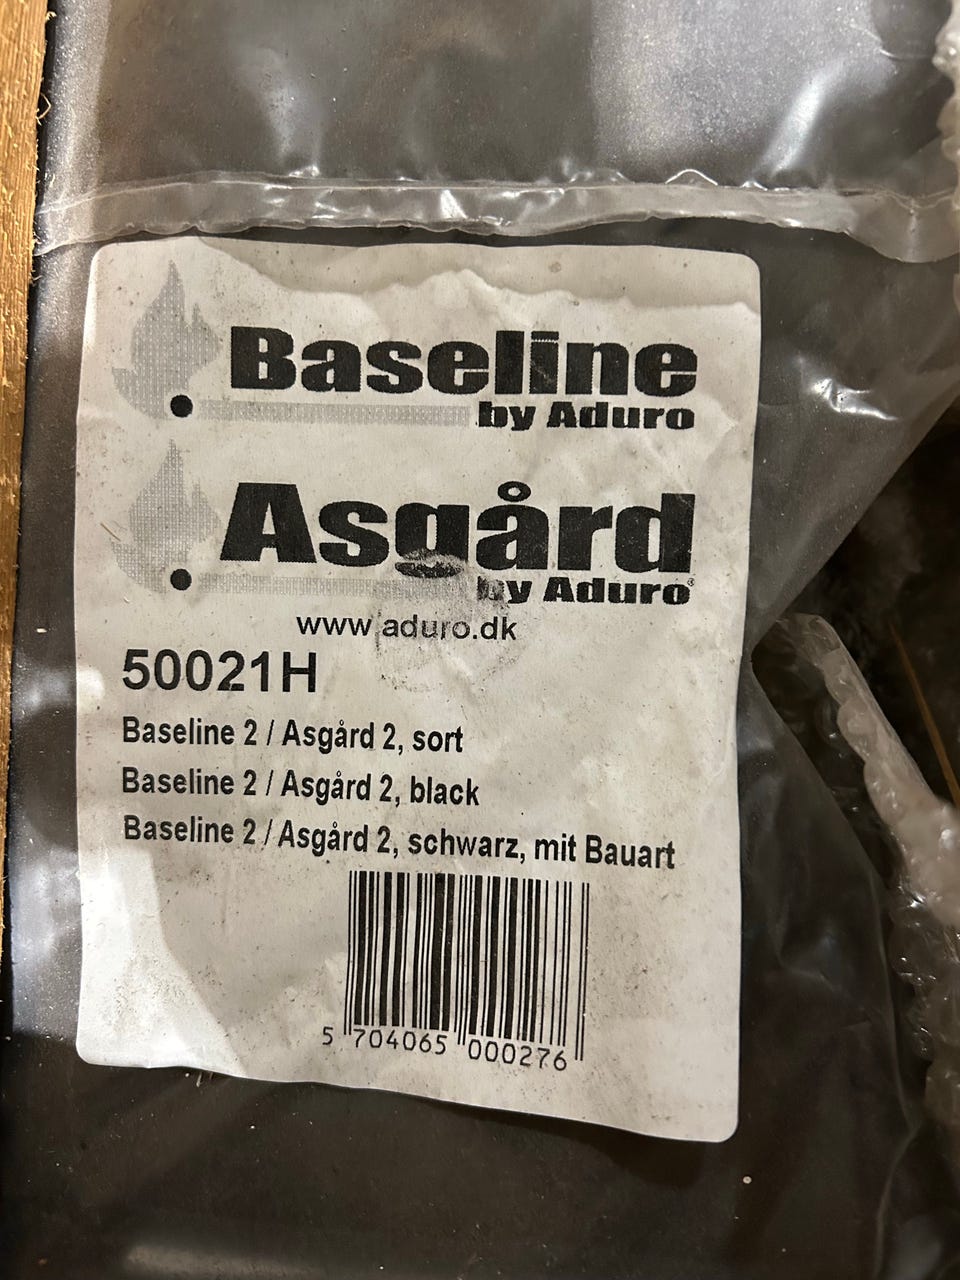 Baseline
by Aduro
Asgård
by Aduro®
www.aduro.dk
50021H
Baseline 2 / Asgård 2, sort
Baseline 2 / Asgård 2, black
Baseline 2 / Asgård 2, schwarz, mit Bauart
5 704065 000276